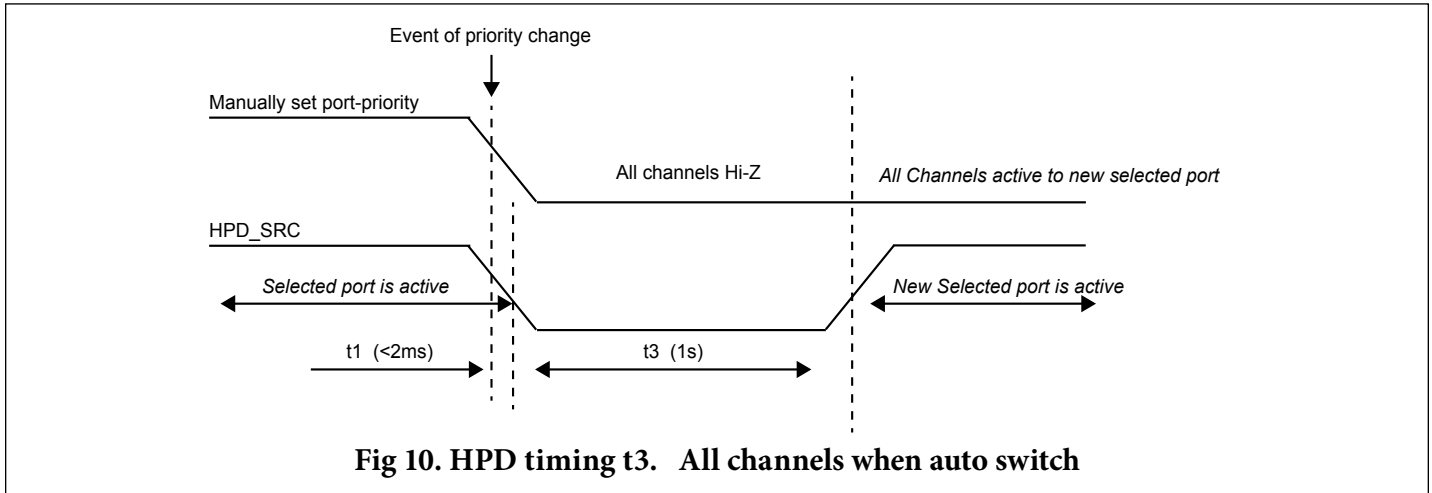 Event of priority change
Manually set port-priority
All channels Hi-Z
All Channels active to new selected port
HPD_SRC
Selected port is active
New Selected port is active
t1 (<2ms)
t3 (1s)
Fig 10. HPD timing t3. All channels when auto switch